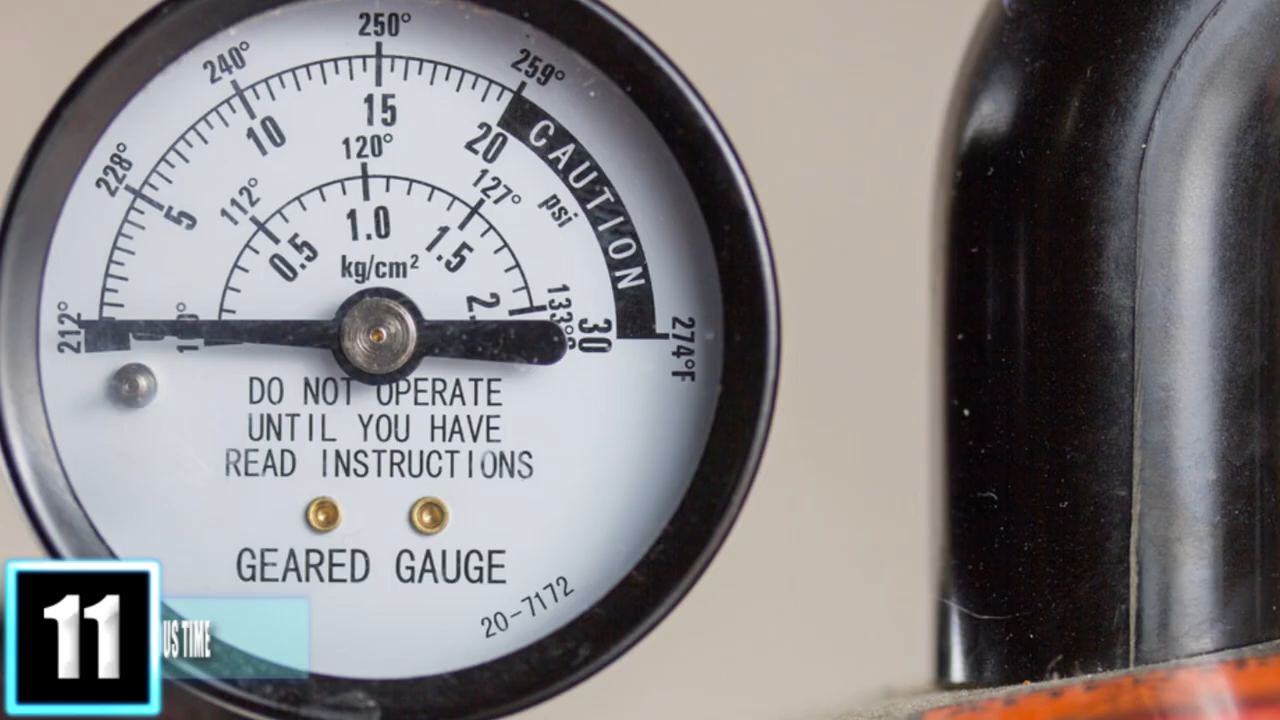 250°
240°
259°
228°
15
10
20
CAUTION
120°
5
112°
127°
psi
1.0
0.5
1.5
kg/cm²
2.
212°
30
274°F
DO NOT OPERATE
UNTIL YOU HAVE
READ INSTRUCTIONS
GEARED GAUGE
20-7172
11
US TIME